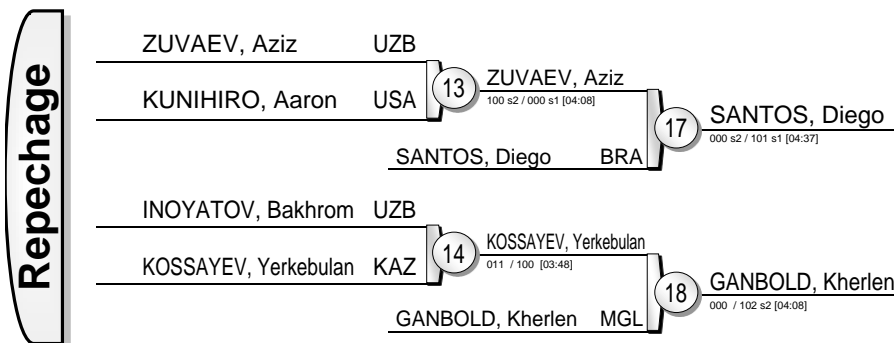 Repechage
ZUVAEV, Aziz UZB
KUNIHIRO, Aaron USA
13
ZUVAEV, Aziz
100 s2 / 000 s1 [04:08]
SANTOS, Diego BRA
17
SANTOS, Diego
000 s2 / 101 s1 [04:37]
INOYATOV, Bakhrom UZB
KOSSAYEV, Yerkebulan KAZ
14
KOSSAYEV, Yerkebulan
011 / 100 [03:48]
GANBOLD, Kherlen MGL
18
GANBOLD, Kherlen
000 / 102 s2 [04:08]